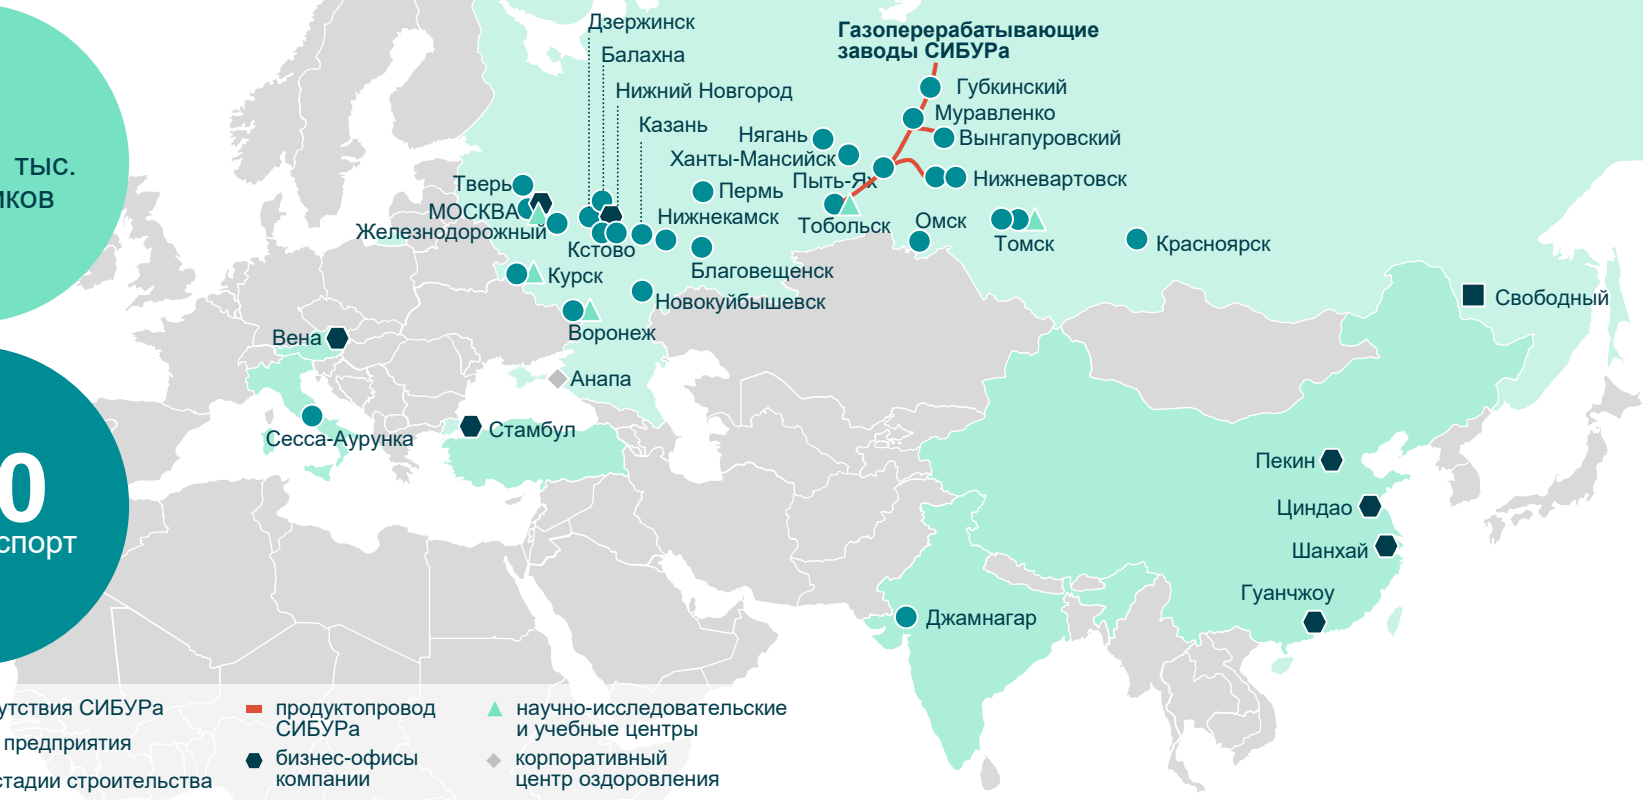 Дзержинск
Балахна
Нижний Новгород
Казань
Газоперерабатывающие
заводы СИБУРа
Губкинский
Муравленко
Вынгапуровский
Нягань
Ханты-Мансийск
Пыть-Ях
Нижневартовск
Тверь
МОСКВА
Железнодорожный
Пермь
Нижнекамск
Тобольск
Омск
Томск
Красноярск
Кстово
Благовещенск
Курск
Новокуйбышевск
Воронеж
Свободный
Вена
Анапа
Сесса-Аурунка
Стамбул
Пекин
Циндао
Шанхай
Гуанчжоу
Джамнагар
тыс.
иков
0
спорт
утствия СИБУРа
предприятия
стадии строительства
продуктопровод
СИБУРа
бизнес-офисы
компании
научно-исследовательские
и учебные центры
корпоративный
центр оздоровления